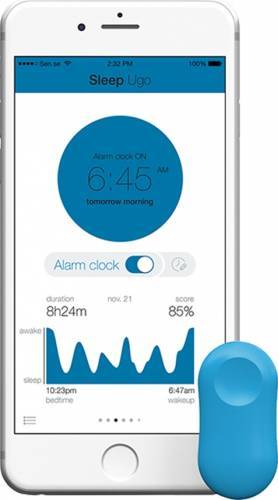 Sen.se 2:32 PM 100%
Sleep Ugo
Alarm clock ON
6:45 AM
tomorrow morning
Alarm clock
duration nov. 21 score
8h24m 85%
awake
sleep
10:23pm 6:47am
bedtime wakeup